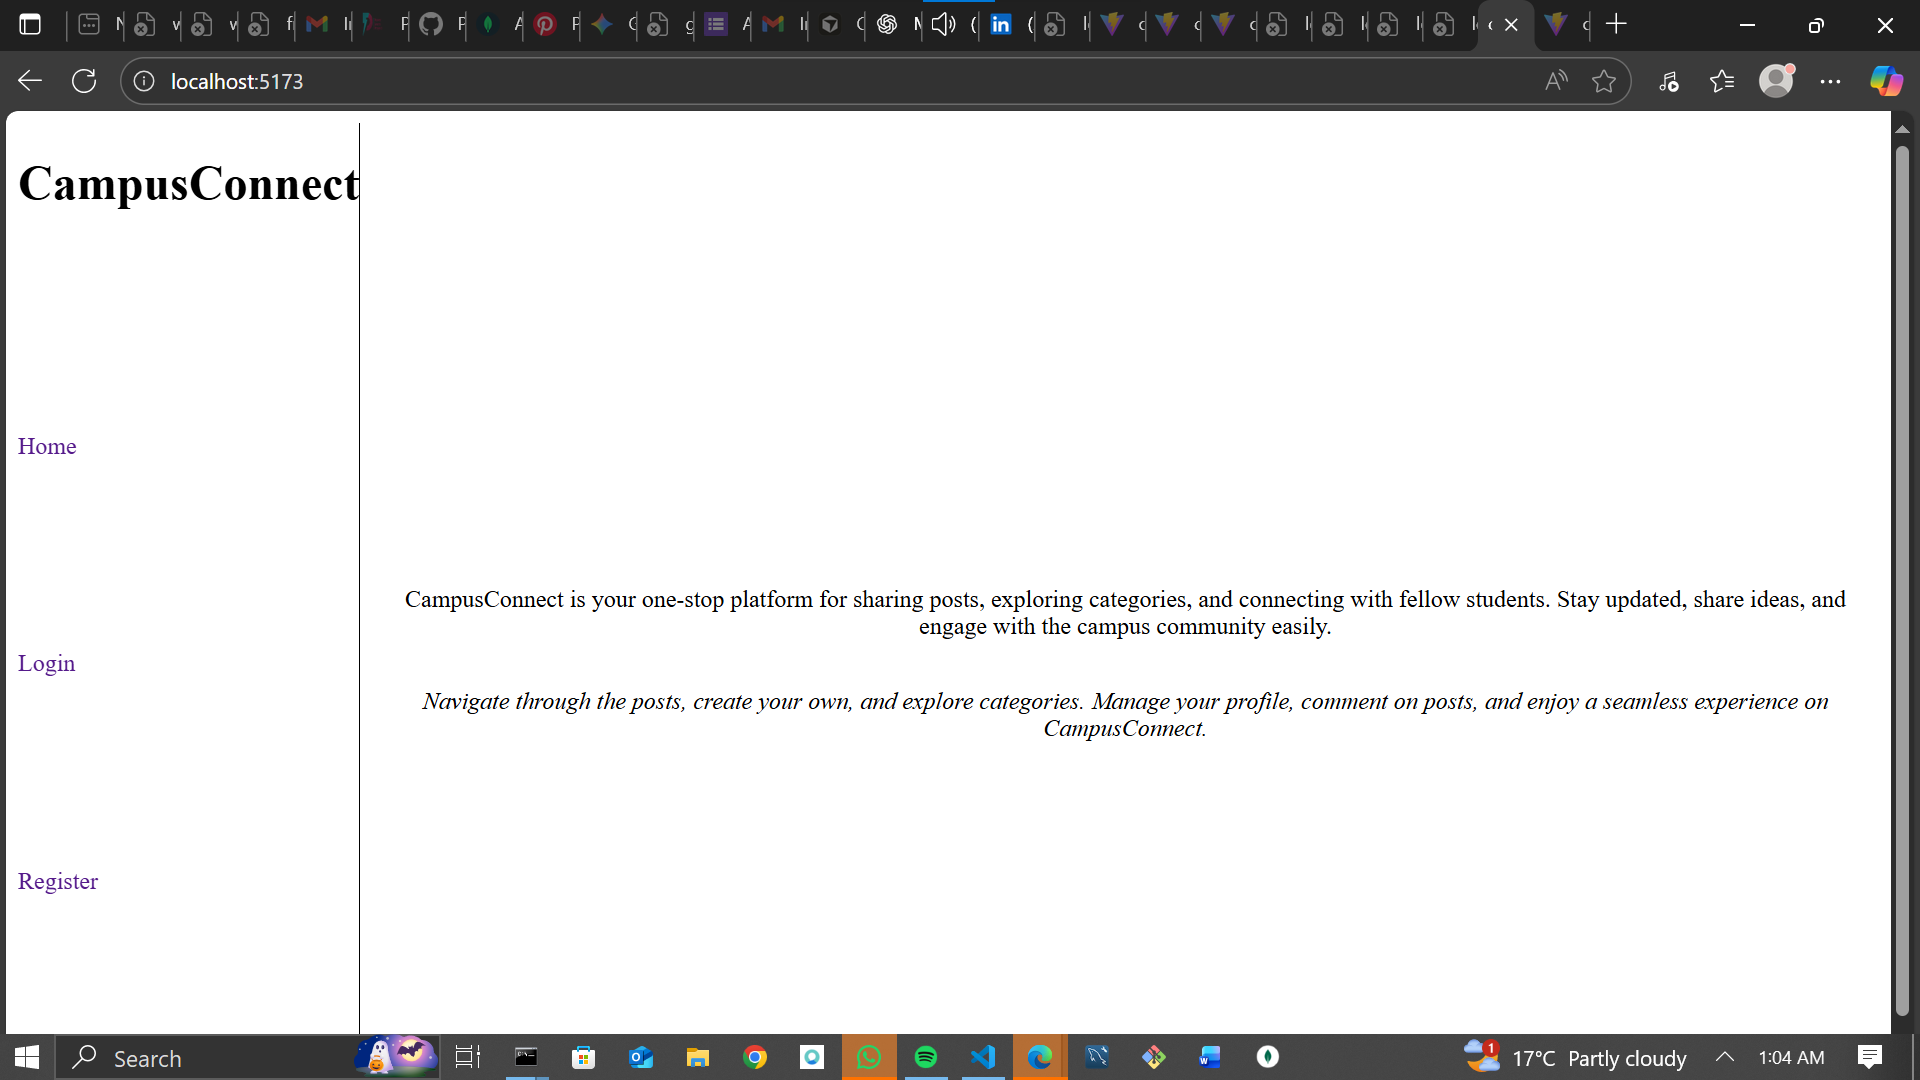 localhost:5173
CampusConnect
Home
Login
Register
CampusConnect is your one-stop platform for sharing posts, exploring categories, and connecting with fellow students. Stay updated, share ideas, and
engage with the campus community easily.
Navigate through the posts, create your own, and explore categories. Manage your profile, comment on posts, and enjoy a seamless experience on
CampusConnect.
Search
1
17°C Partly cloudy
1:04 AM